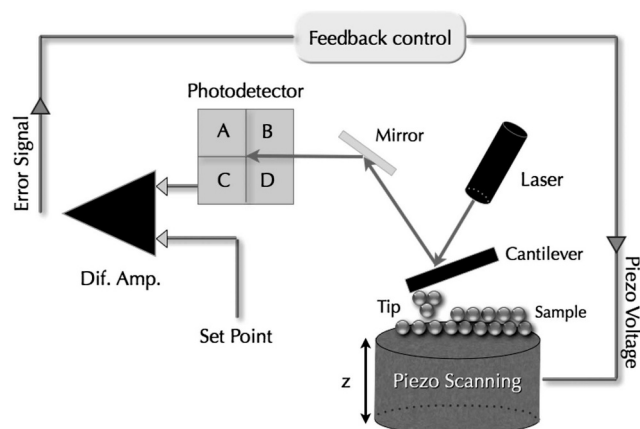 Feedback control
Photodetector
A B
C D
Mirror
Laser
Error Signal
Cantilever
Dif. Amp.
Tip
Sample
Piezo Voltage
Set Point
z
Piezo Scanning